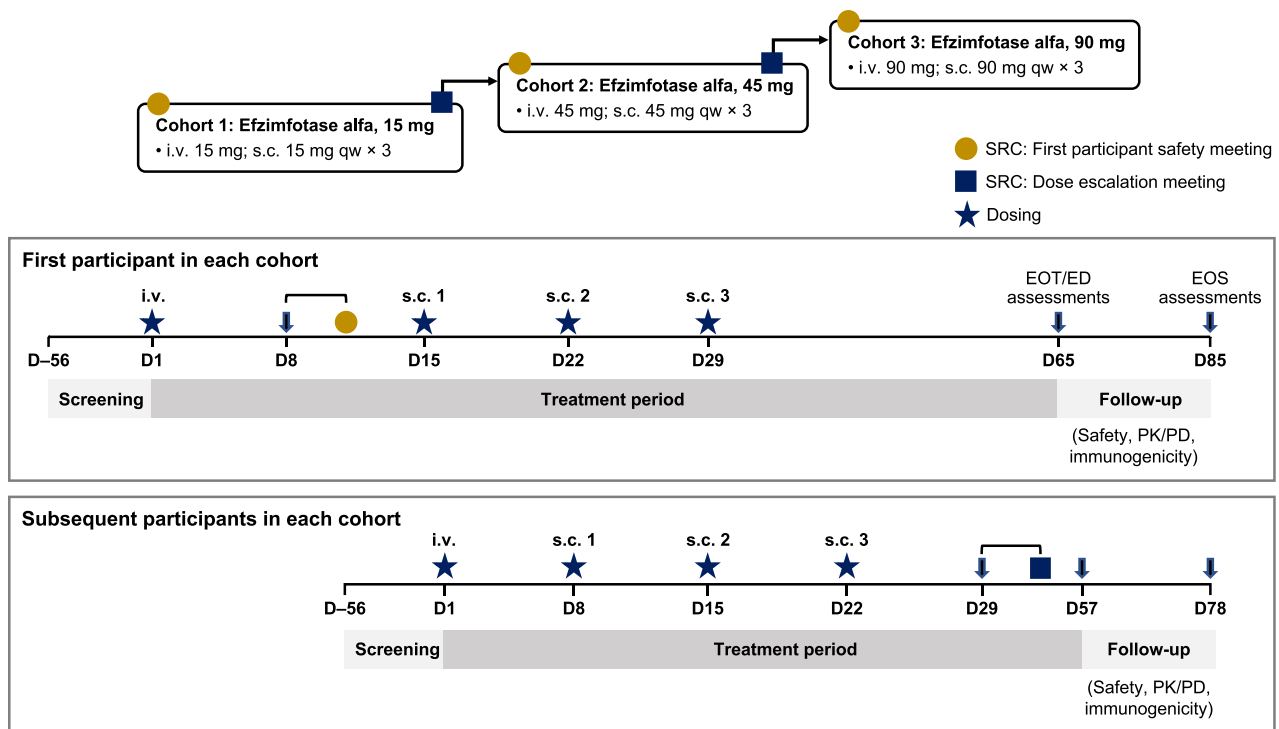 Cohort 3: Efzimfotase alfa, 90 mg
• i.v. 90 mg; s.c. 90 mg qw × 3
Cohort 2: Efzimfotase alfa, 45 mg
• i.v. 45 mg; s.c. 45 mg qw × 3
Cohort 1: Efzimfotase alfa, 15 mg
• i.v. 15 mg; s.c. 15 mg qw × 3
SRC: First participant safety meeting
SRC: Dose escalation meeting
Dosing
First participant in each cohort
i.v. s.c. 1 s.c. 2 s.c. 3
EOT/ED assessments
EOS assessments
D–56 D1 D8 D15 D22 D29 D65 D85
Screening Treatment period Follow-up
(Safety, PK/PD,
immunogenicity)
Subsequent participants in each cohort
i.v. s.c. 1 s.c. 2 s.c. 3
D–56 D1 D8 D15 D22 D29 D57 D78
Screening Treatment period Follow-up
(Safety, PK/PD,
immunogenicity)